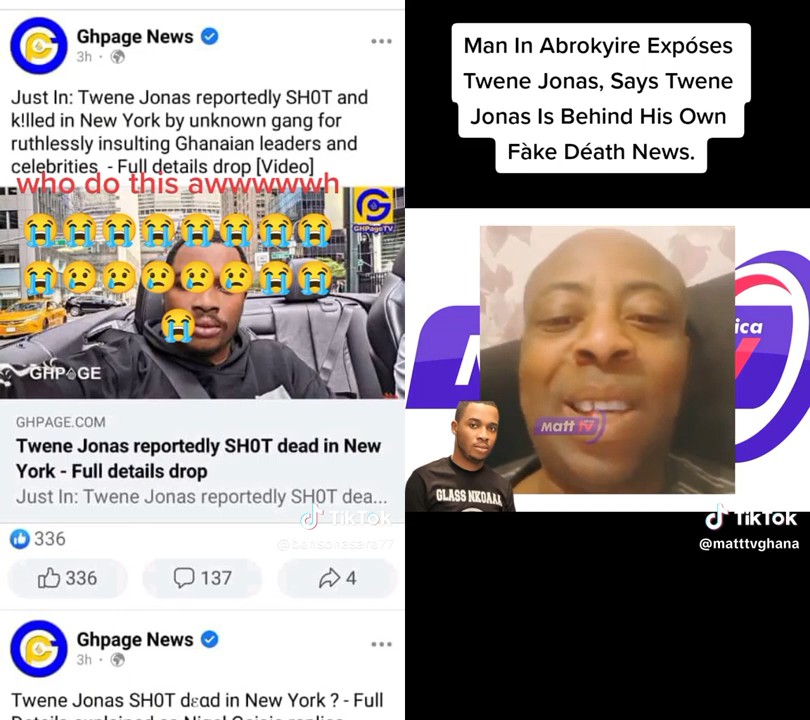 Ghpage News
3h
Just In: Twene Jonas reportedly SH0T and
k!lled in New York by unknown gang for
ruthlessly insulting Ghanaian leaders and
celebrities - Full details drop [Video]
who do this awwwwwh
GHPageTV
GHPAGE
GHPAGE.COM
Twene Jonas reportedly SH0T dead in New
York - Full details drop
Just In: Twene Jonas reportedly SH0T dea...
TikTok
@bensonasare77
336
336
137
4
Ghpage News
3h
Twene Jonas SH0T dɛad in New York ? - Full
Man In Abrokyire Expóses
Twene Jonas, Says Twene
Jonas Is Behind His Own
Fàke Déath News.
ica
Matt TV
GLASS NKOAAA
TikTok
@matttvghana